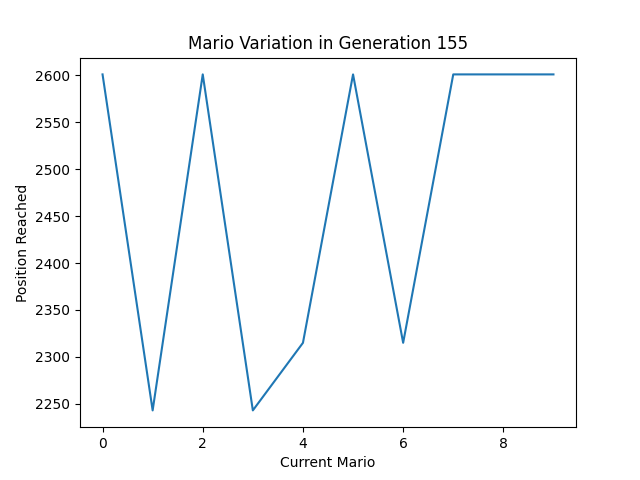 Mario Variation in Generation 155
2600
2550
2500
2450
2400
2350
2300
2250
Position Reached
0 2 4 6 8
Current Mario